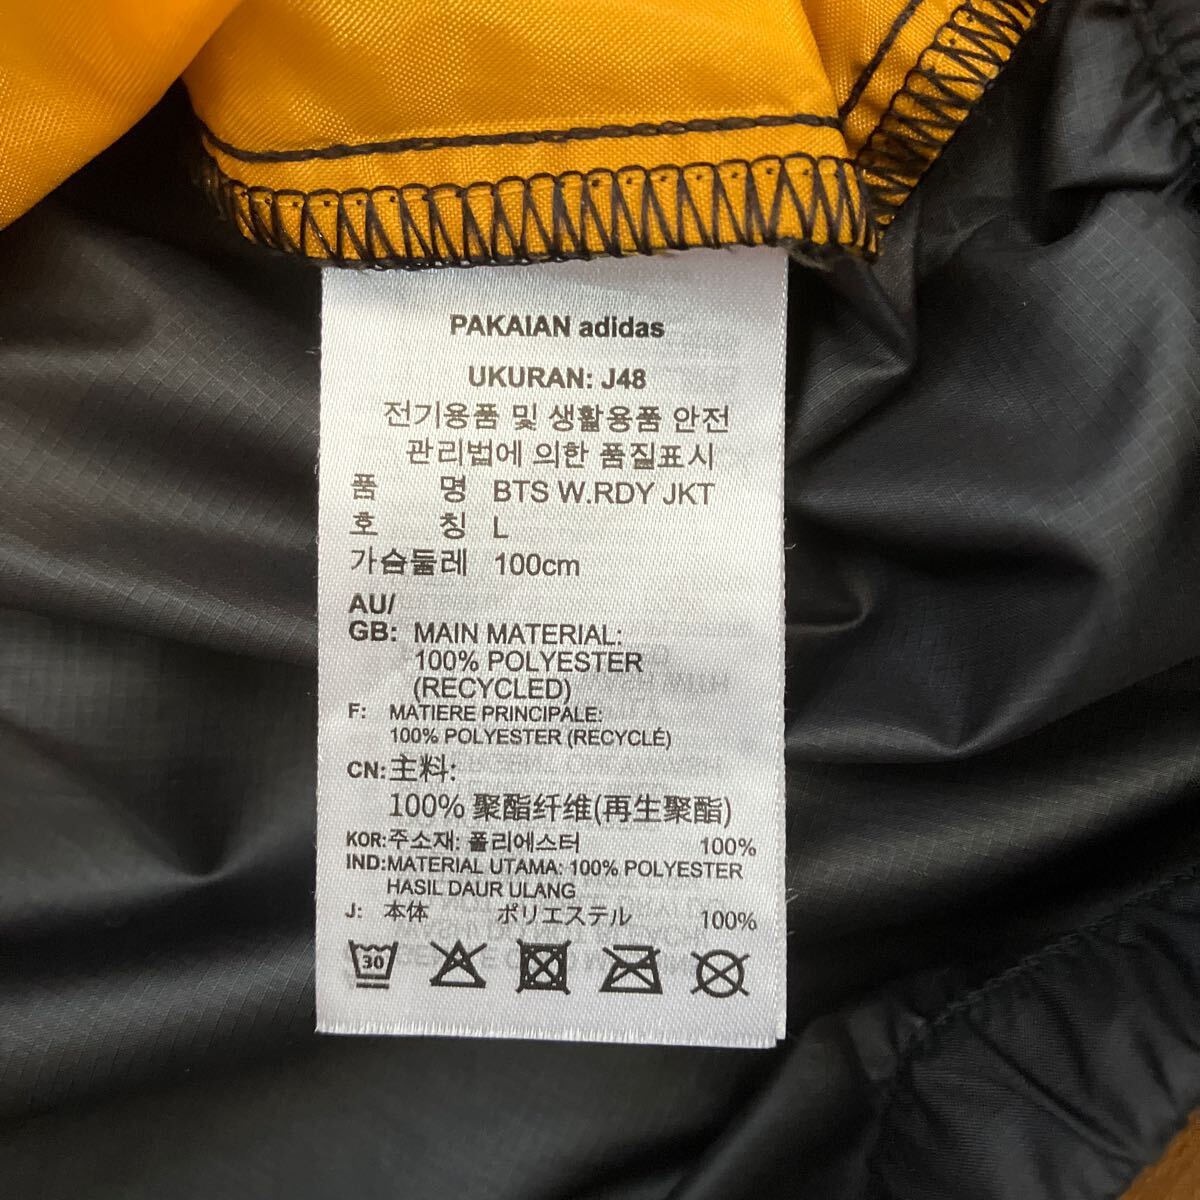 PAKAIAN adidas
UKURAN: J48
전기용품 및 생활용품 안전
관리법에 의한 품질표시
품 명 BTS W.RDY JKT
호 칭 L
가슴둘레 100cm
AU/
GB: MAIN MATERIAL:
100% POLYESTER
(RECYCLED)
F: MATIERE PRINCIPALE:
100% POLYESTER (RECYCLÉ)
CN: 主料:
100% 聚酯纤维(再生聚酯)
KOR: 주소재: 폴리에스터 100%
IND: MATERIAL UTAMA: 100% POLYESTER
HASIL DAUR ULANG
J: 本体 ポリエステル 100%
30